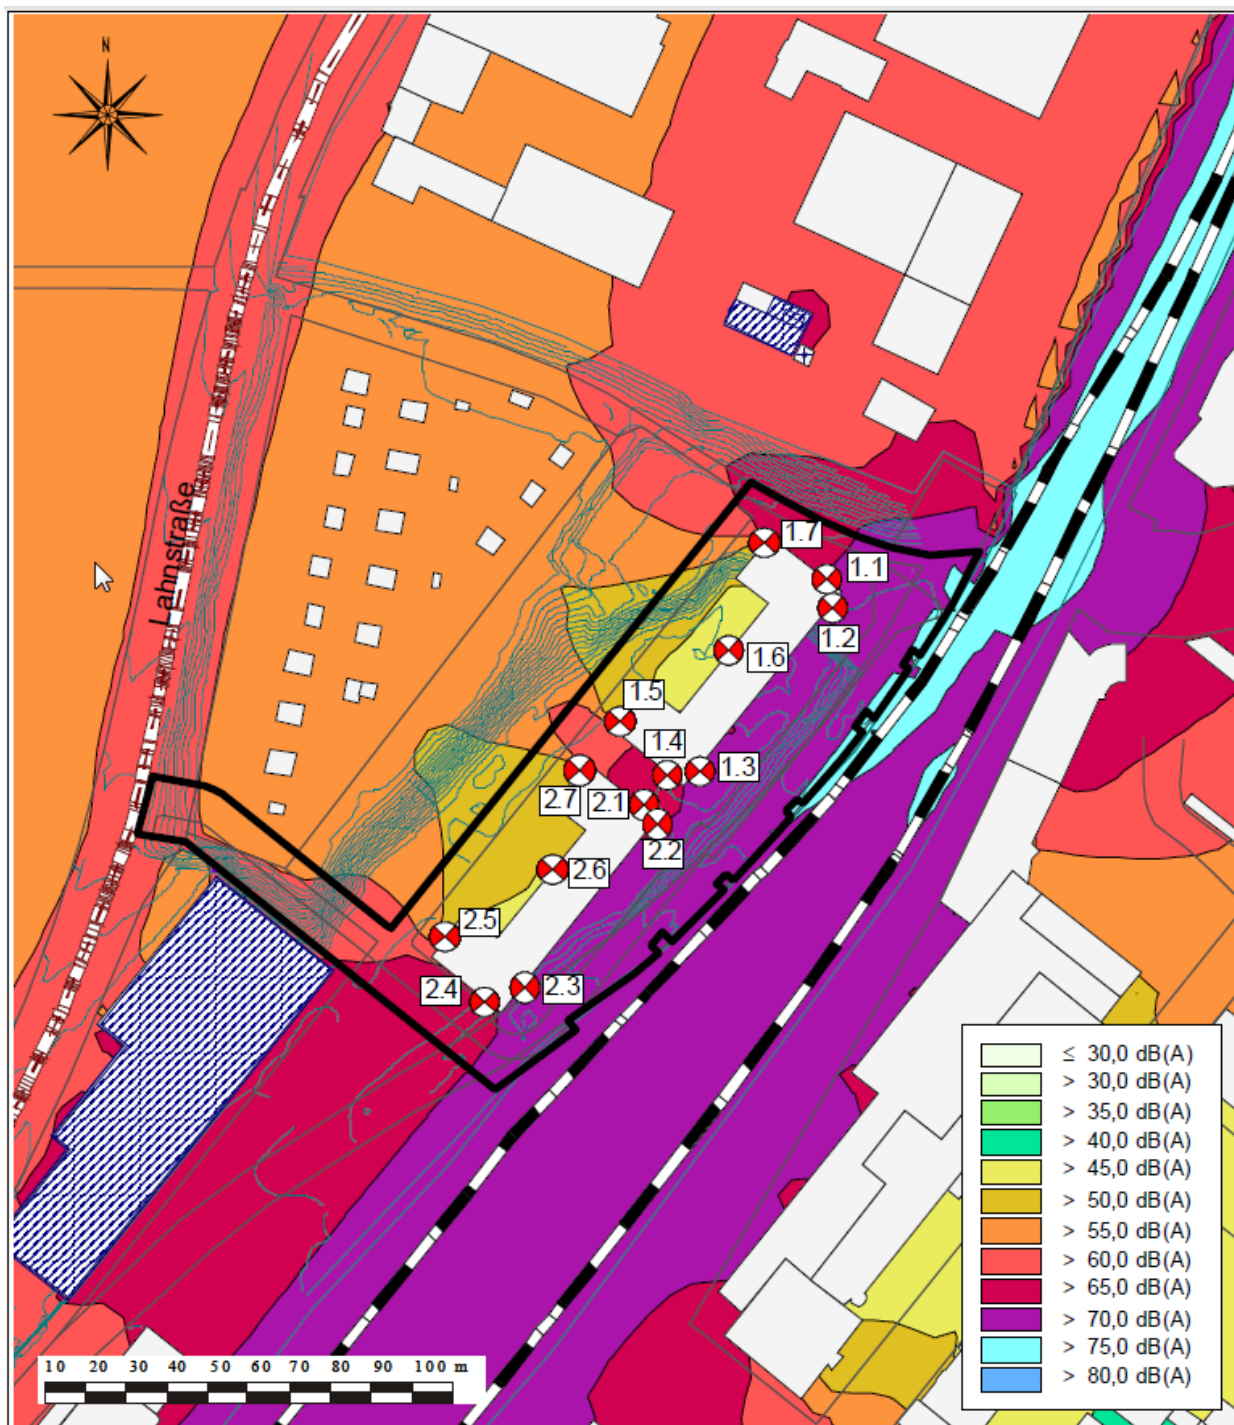 N
Lahnstraße
1.7
1.1
1.2
1.6
1.5
1.4
1.3
2.7
2.1
2.2
2.6
2.5
2.4
2.3
≤ 30,0 dB(A)
> 30,0 dB(A)
> 35,0 dB(A)
> 40,0 dB(A)
> 45,0 dB(A)
> 50,0 dB(A)
> 55,0 dB(A)
> 60,0 dB(A)
> 65,0 dB(A)
> 70,0 dB(A)
> 75,0 dB(A)
> 80,0 dB(A)
10 20 30 40 50 60 70 80 90 100 m